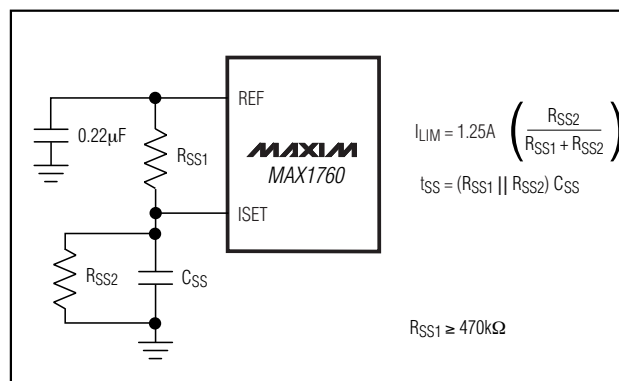 REF
0.22µF
RSS1
MAXIM
MAX1760
ISET
RSS2
CSS
ILIM = 1.25A ( RSS2 / RSS1 + RSS2 )
tSS = (RSS1 || RSS2) CSS
RSS1 ≥ 470kΩ